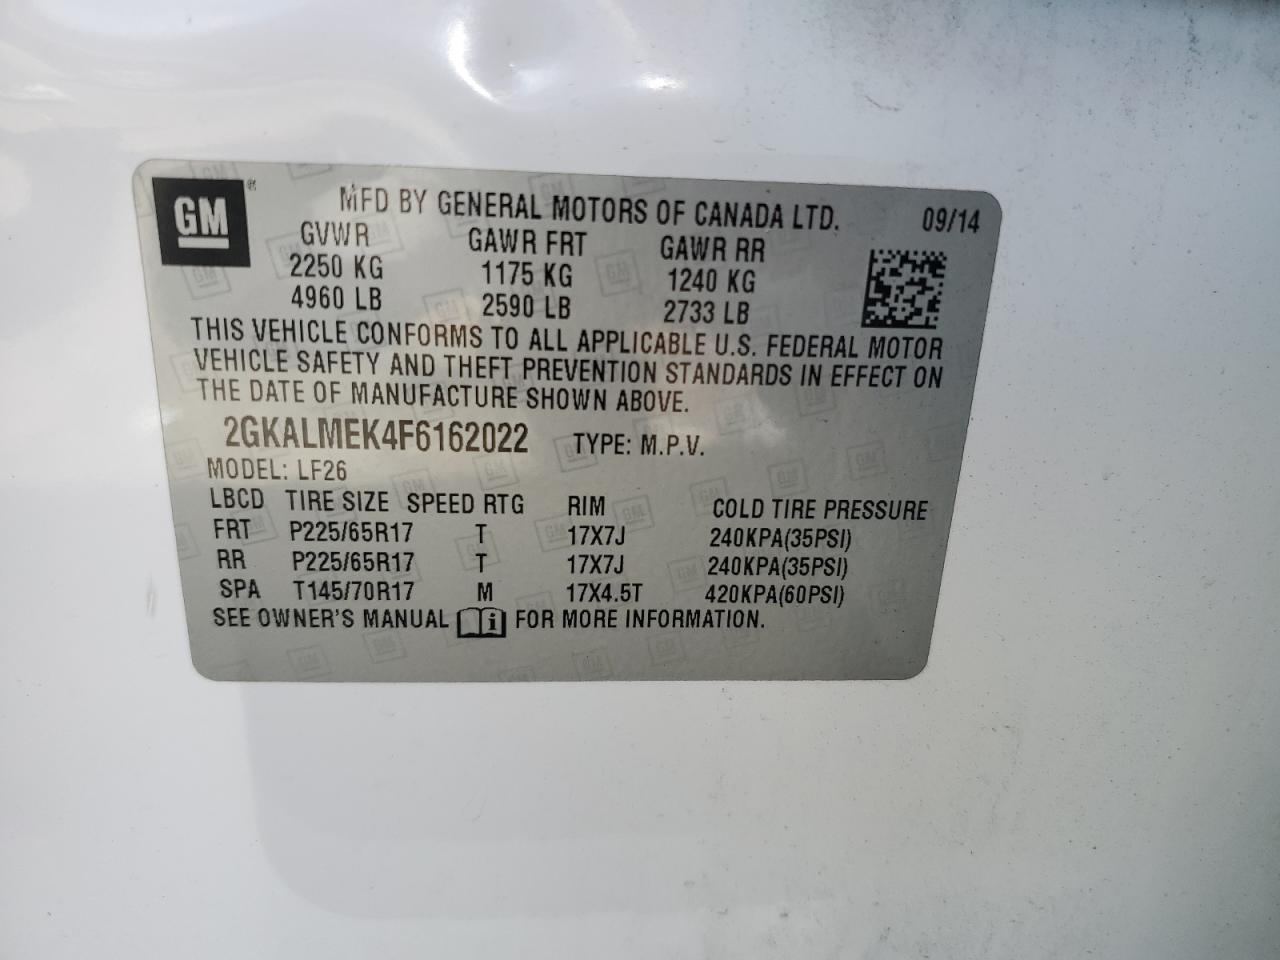 GM ® MFD BY GENERAL MOTORS OF CANADA LTD. 09/14
GVWR GAWR FRT GAWR RR
2250 KG 1175 KG 1240 KG
4960 LB 2590 LB 2733 LB
THIS VEHICLE CONFORMS TO ALL APPLICABLE U.S. FEDERAL MOTOR
VEHICLE SAFETY AND THEFT PREVENTION STANDARDS IN EFFECT ON
THE DATE OF MANUFACTURE SHOWN ABOVE.
2GKALMEK4F6162022 TYPE: M.P.V.
MODEL: LF26
LBCD TIRE SIZE SPEED RTG RIM COLD TIRE PRESSURE
FRT P225/65R17 T 17X7J 240KPA(35PSI)
RR P225/65R17 T 17X7J 240KPA(35PSI)
SPA T145/70R17 M 17X4.5T 420KPA(60PSI)
SEE OWNER'S MANUAL i FOR MORE INFORMATION.